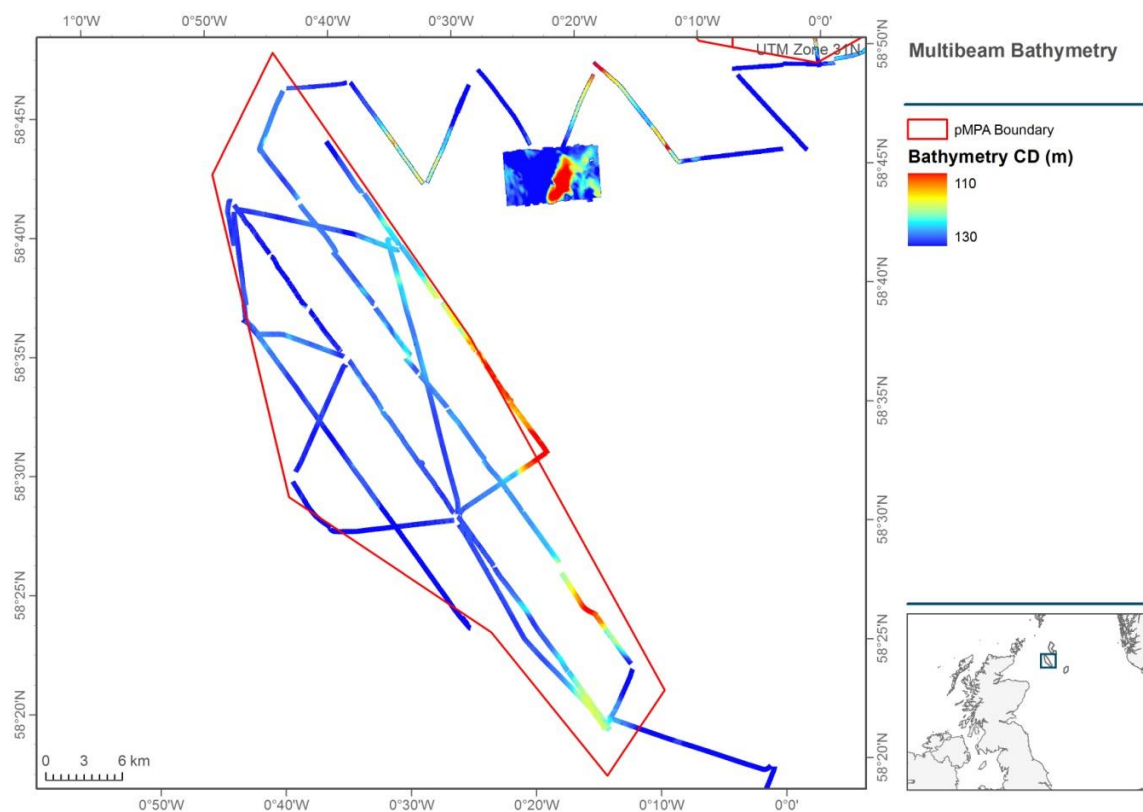 1°0'W
0°50'W
0°40'W
0°30'W
0°20'W
0°10'W
0°0'
UTM Zone 31N
58°50'N
58°45'N
58°45'N
58°40'N
58°40'N
58°35'N
58°35'N
58°30'N
58°30'N
58°25'N
58°25'N
58°20'N
58°20'N
0 3 6 km
0°50'W
0°40'W
0°30'W
0°20'W
0°10'W
0°0'
Multibeam Bathymetry
pMPA Boundary
Bathymetry CD (m)
110
130